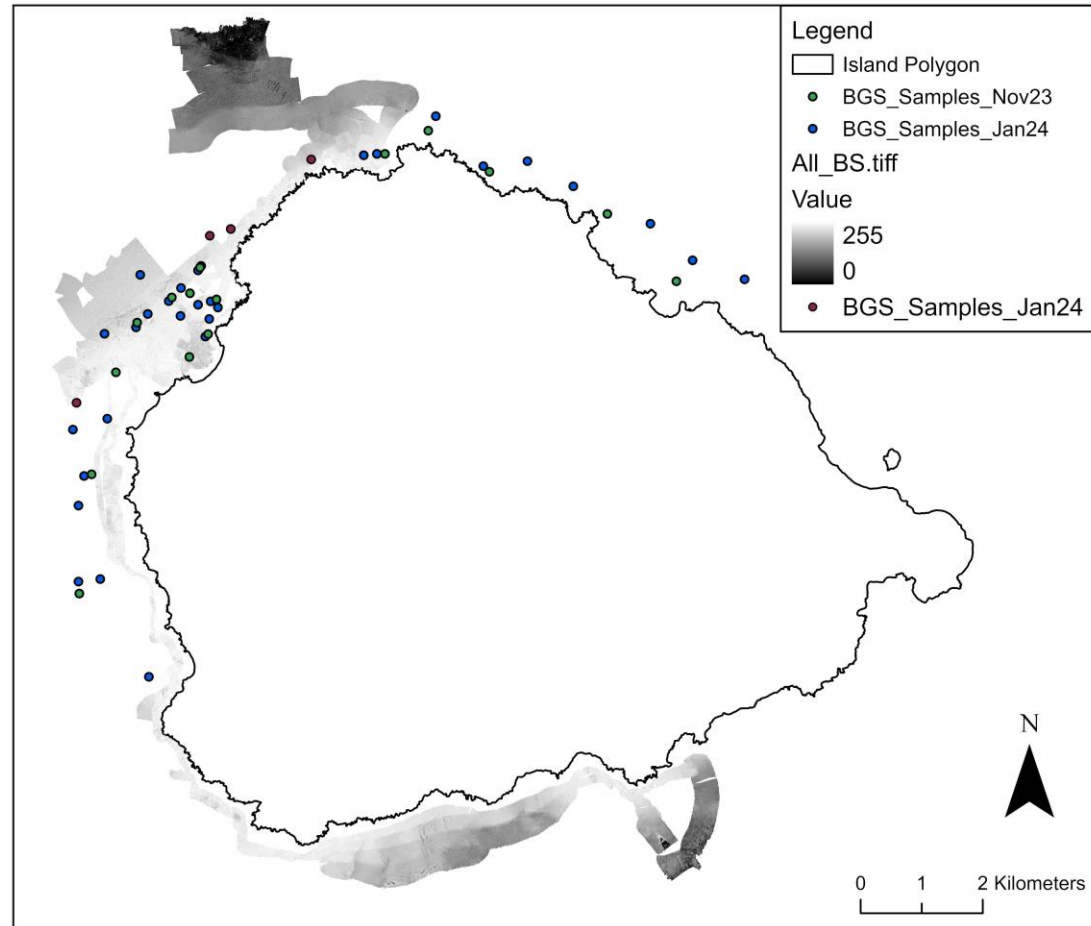 Legend
Island Polygon
BGS_Samples_Nov23
BGS_Samples_Jan24
All_BS.tiff
Value
255
0
BGS_Samples_Jan24
N
0 1 2 Kilometers